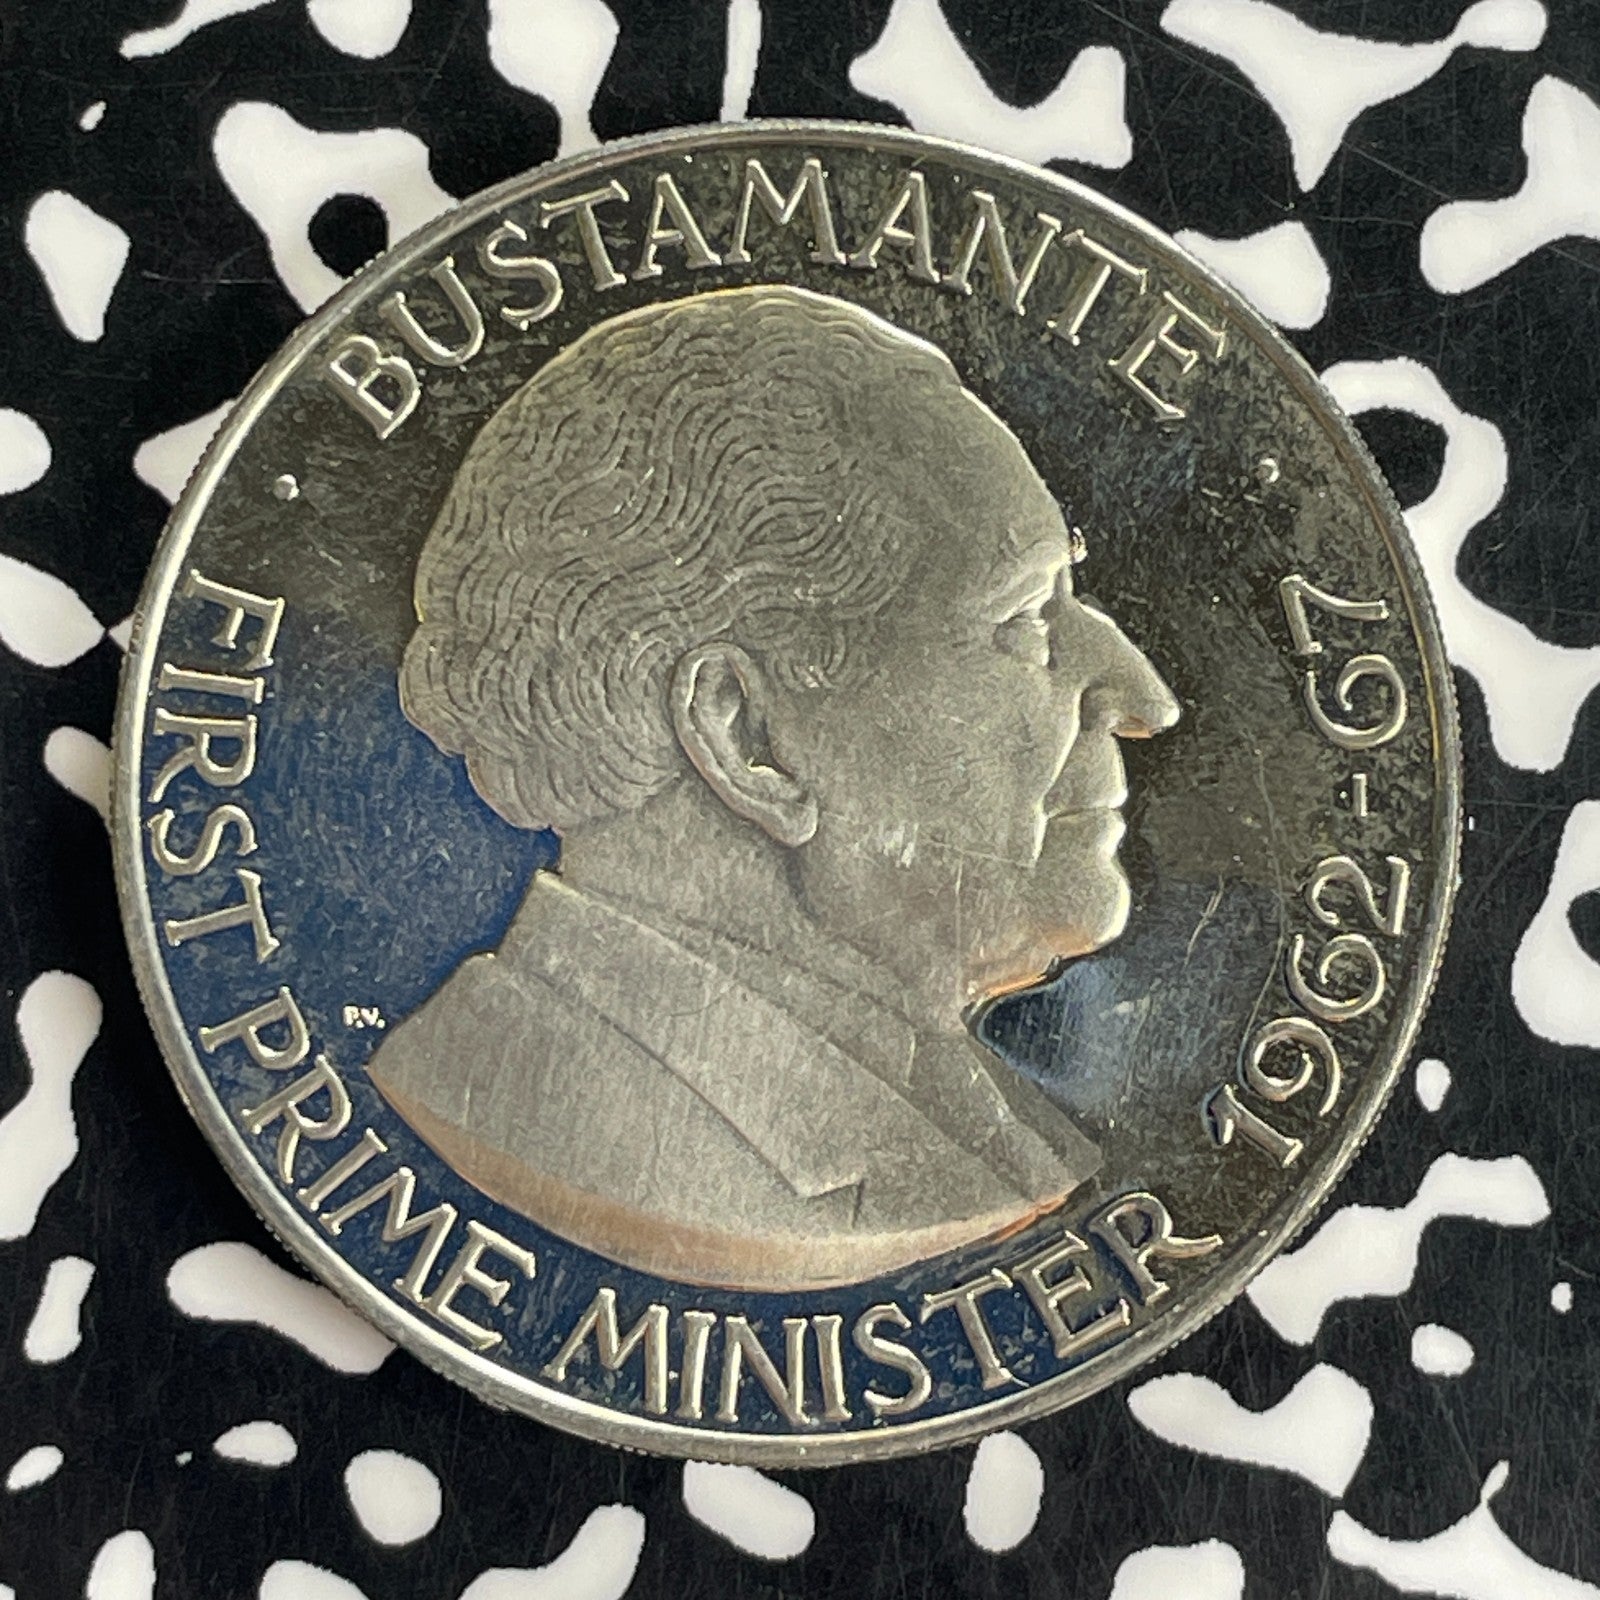 BUSTAMANTE
FIRST PRIME MINISTER
1962-67
P.V.